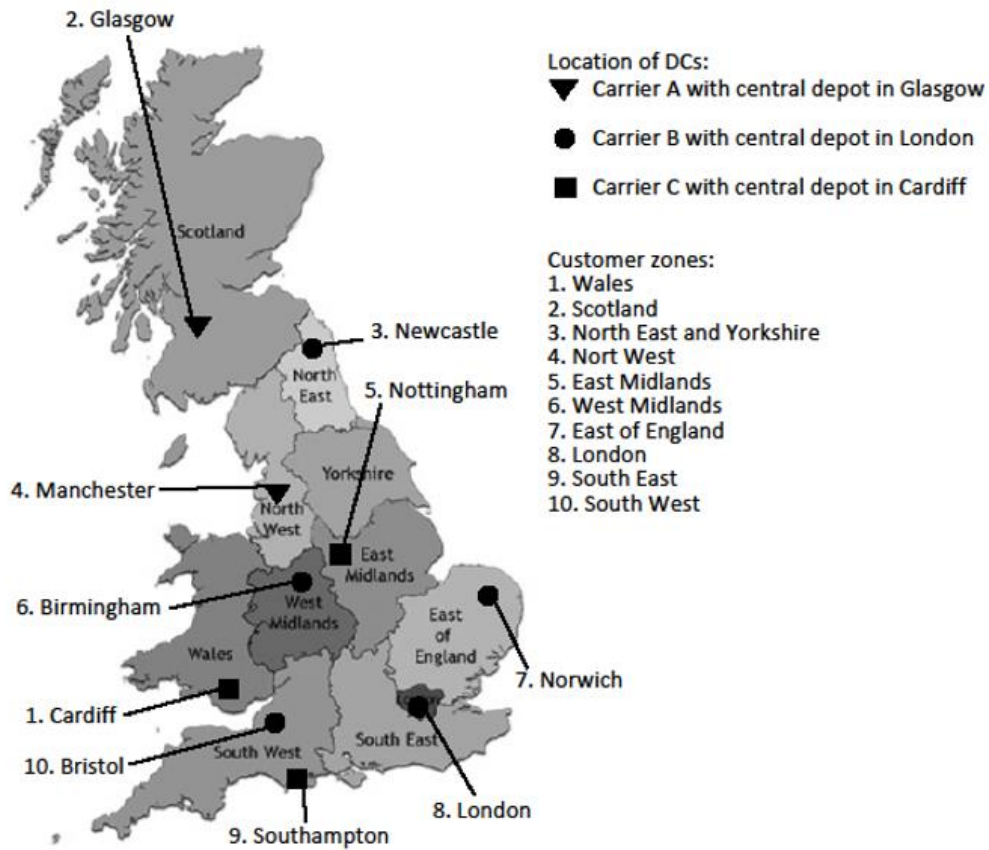 2. Glasgow
Location of DCs:
Carrier A with central depot in Glasgow
Carrier B with central depot in London
Carrier C with central depot in Cardiff
Scotland
Customer zones:
1. Wales
2. Scotland
3. North East and Yorkshire
4. Nort West
5. East Midlands
6. West Midlands
7. East of England
8. London
9. South East
10. South West
3. Newcastle
North
East
5. Nottingham
Yorkshire
4. Manchester
North
West
East
Midlands
6. Birmingham
West
Midlands
East
of
England
Wales
7. Norwich
1. Cardiff
South East
South West
10. Bristol
8. London
9. Southampton